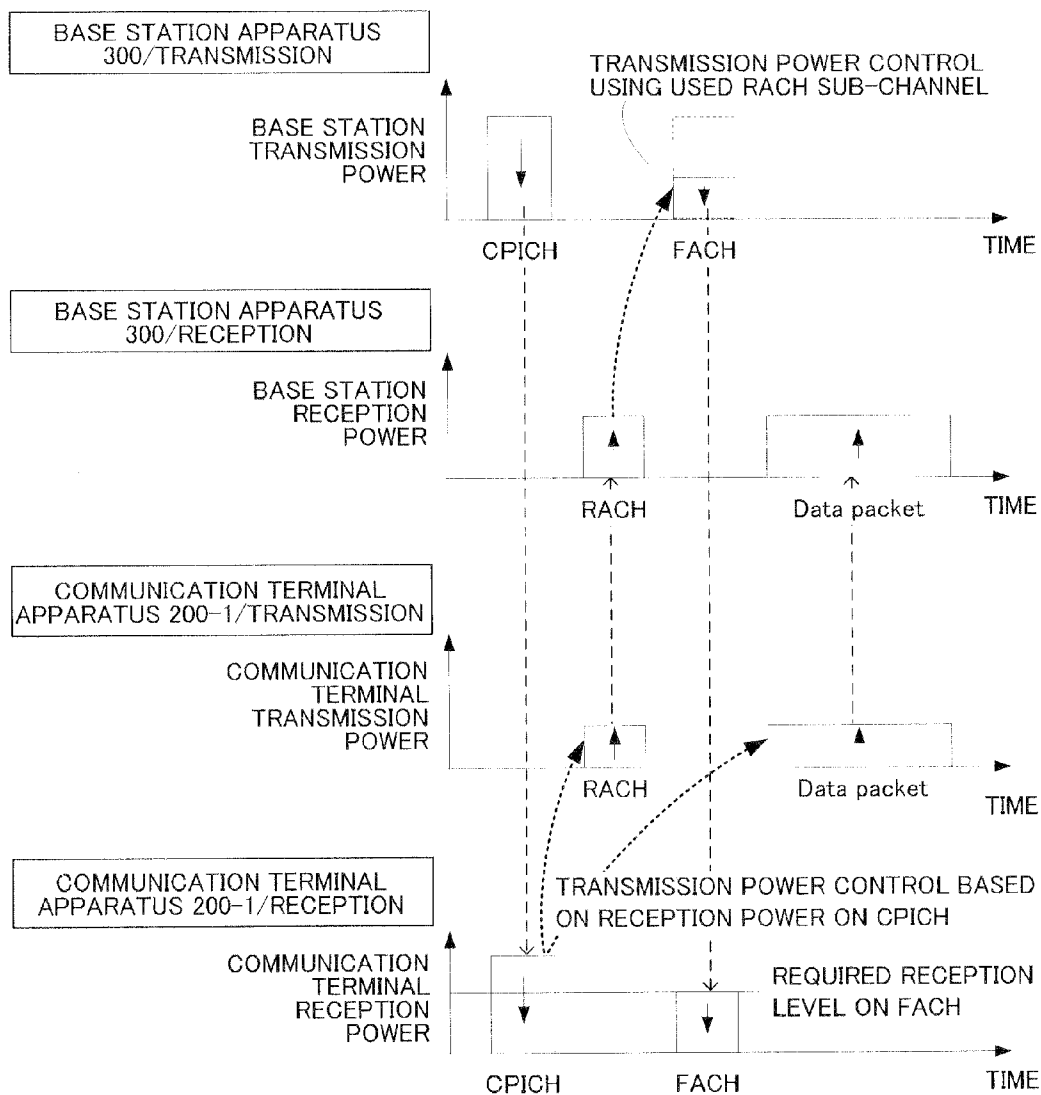 BASE STATION APPARATUS
300/TRANSMISSION
TRANSMISSION POWER CONTROL
USING USED RACH SUB-CHANNEL
BASE STATION
TRANSMISSION
POWER
CPICH
FACH
TIME
BASE STATION APPARATUS
300/RECEPTION
BASE STATION
RECEPTION
POWER
RACH
Data packet
TIME
COMMUNICATION TERMINAL
APPARATUS 200-1/TRANSMISSION
COMMUNICATION
TERMINAL
TRANSMISSION
POWER
RACH
Data packet
TIME
COMMUNICATION TERMINAL
APPARATUS 200-1/RECEPTION
TRANSMISSION POWER CONTROL BASED
ON RECEPTION POWER ON CPICH
COMMUNICATION
TERMINAL
RECEPTION
POWER
REQUIRED RECEPTION
LEVEL ON FACH
CPICH
FACH
TIME